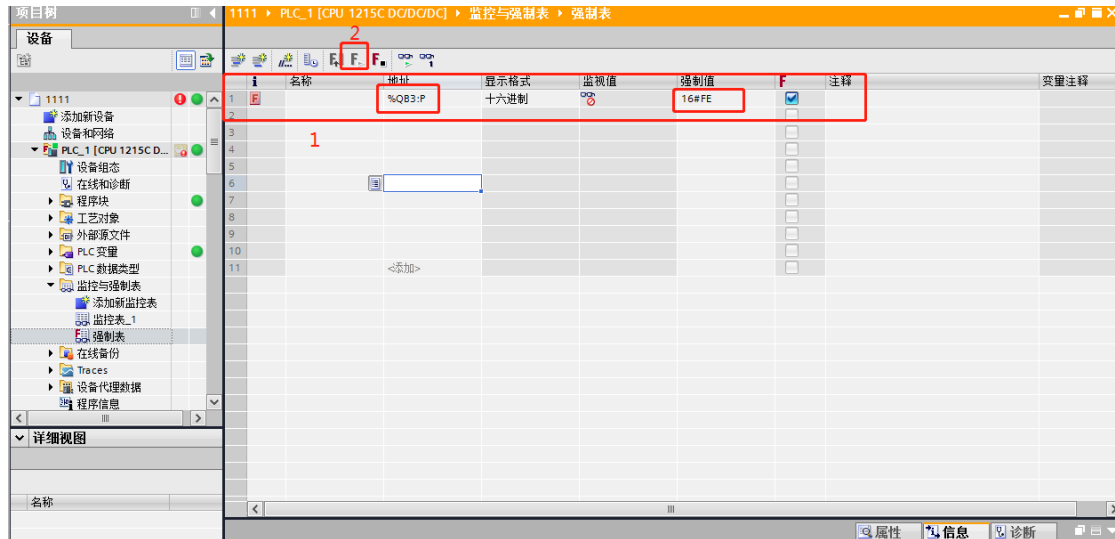 项目树
1111 ▸ PLC_1 [CPU 1215C DC/DC/DC] ▸ 监控与强制表 ▸ 强制表
设备
2
i 名称 地址 显示格式 监视值 强制值 F 注释 变量注释
1111
添加新设备
设备和网络
PLC_1 [CPU 1215C D...
设备组态
在线和诊断
程序块
工艺对象
外部源文件
PLC 变量
PLC 数据类型
监控与强制表
添加新监控表
监控表_1
强制表
在线备份
Traces
设备代理数据
程序信息
1 F %QB3:P 十六进制 16#FE
2
3
1
4
5
6
7
8
9
10
11 <添加>
详细视图
名称
属性 信息 诊断